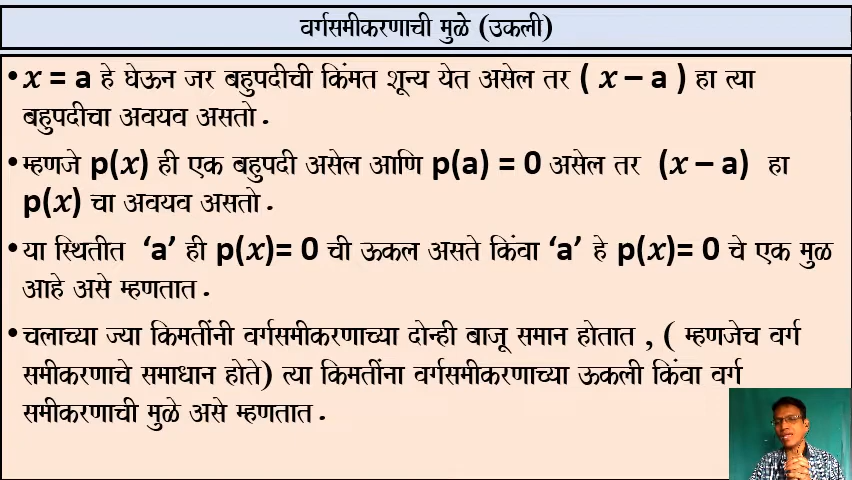 वर्गसमीकरणाची मुळे (उकली)
• x = a हे घेऊन जर बहुपदीची किंमत शून्य येत असेल तर ( x – a ) हा त्या
बहुपदीचा अवयव असतो .
• म्हणजे p(x) ही एक बहुपदी असेल आणि p(a) = 0 असेल तर (x – a) हा
p(x) चा अवयव असतो .
• या स्थितीत ‘a’ ही p(x)= 0 ची ऊकल असते किंवा ‘a’ हे p(x)= 0 चे एक मुळ
आहे असे म्हणतात .
• चलाच्या ज्या किमतींनी वर्गसमीकरणाच्या दोन्ही बाजू समान होतात , ( म्हणजेच वर्ग
समीकरणाचे समाधान होते) त्या किमतींना वर्गसमीकरणाच्या ऊकली किंवा वर्ग
समीकरणाची मुळे असे म्हणतात .